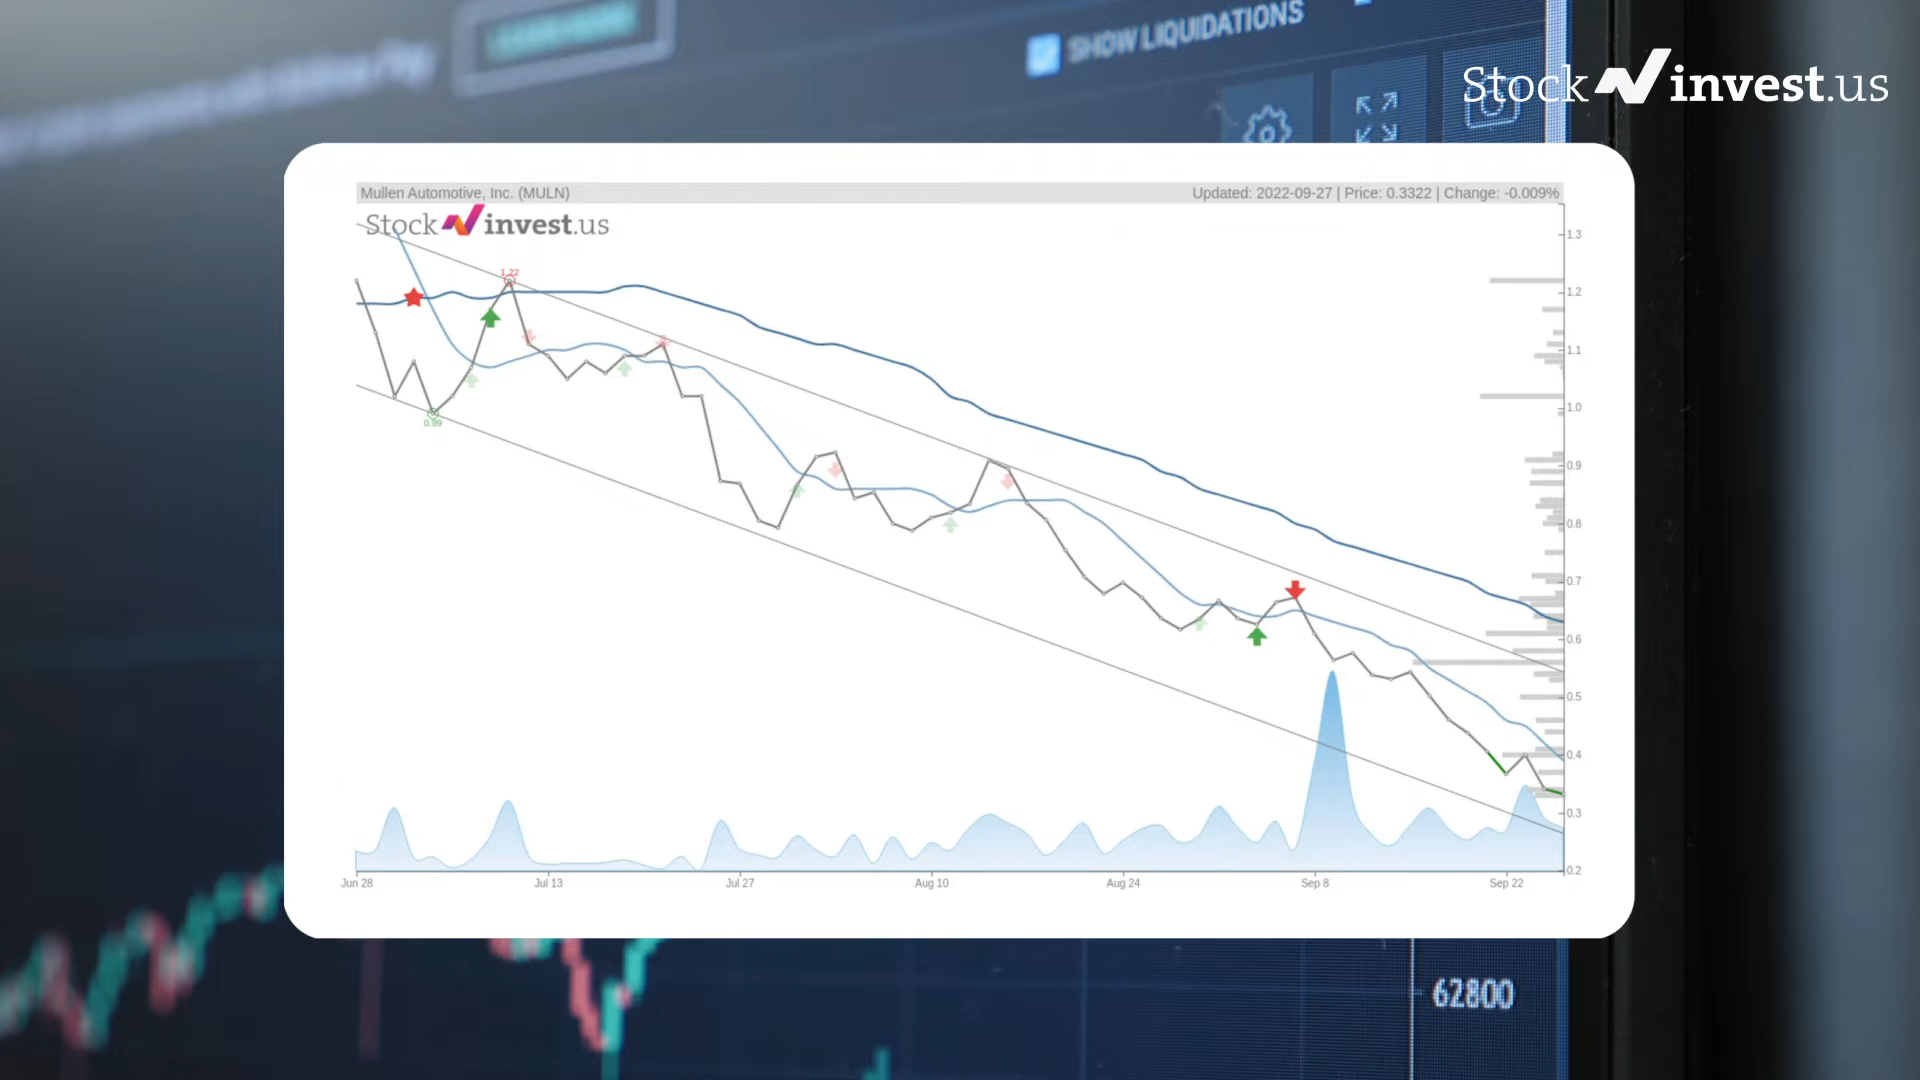 SHOW LIQUIDATIONS
Stock invest.us
Mullen Automotive, Inc. (MULN)
Updated: 2022-09-27 | Price: 0.3322 | Change: -0.009%
Stock invest.us
1.3
1.22
1.2
1.1
1.0
0.99
0.9
0.8
0.7
0.6
0.5
0.4
0.3
0.2
Jun 28
Jul 13
Jul 27
Aug 10
Aug 24
Sep 8
Sep 22
62800